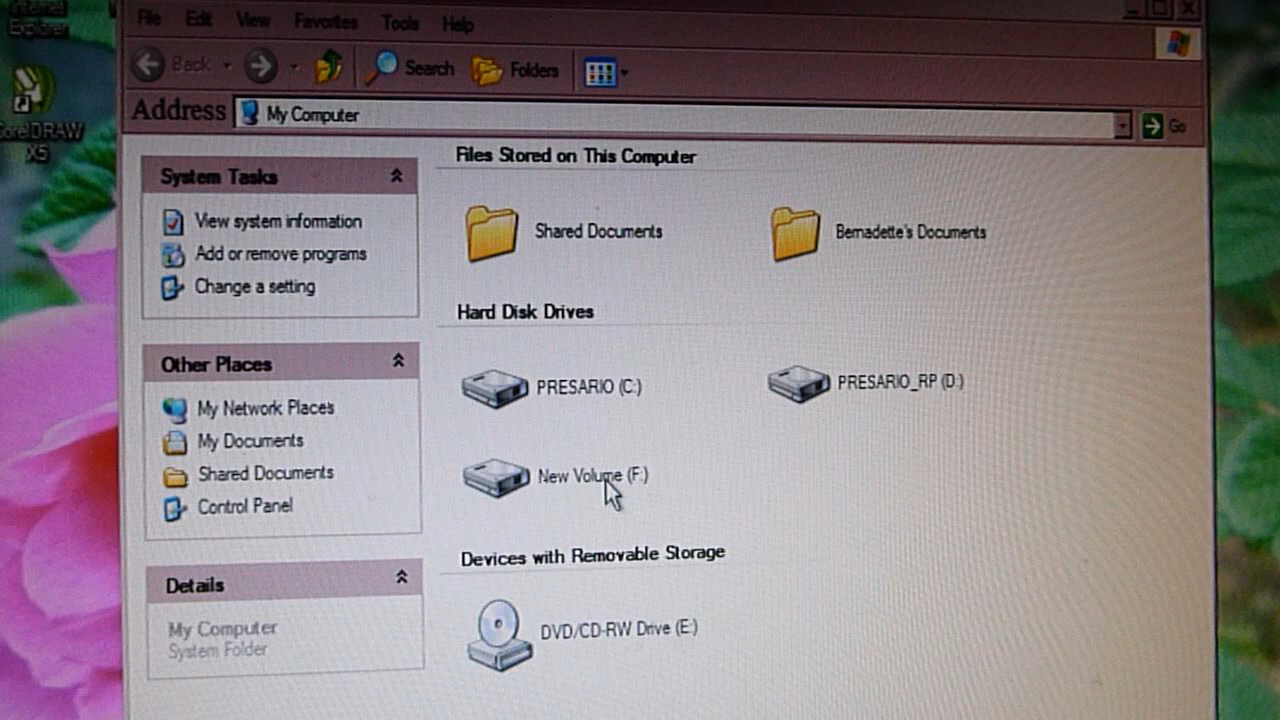 Internet
Explorer
CorelDRAW
X5
File Edit View Favorites Tools Help
Back Search Folders
Address My Computer Go
System Tasks
View system information
Add or remove programs
Change a setting
Other Places
My Network Places
My Documents
Shared Documents
Control Panel
Details
My Computer
System Folder
Files Stored on This Computer
Shared Documents Bernadette's Documents
Hard Disk Drives
PRESARIO (C:) PRESARIO_RP (D:)
New Volume (F:)
Devices with Removable Storage
DVD/CD-RW Drive (E:)